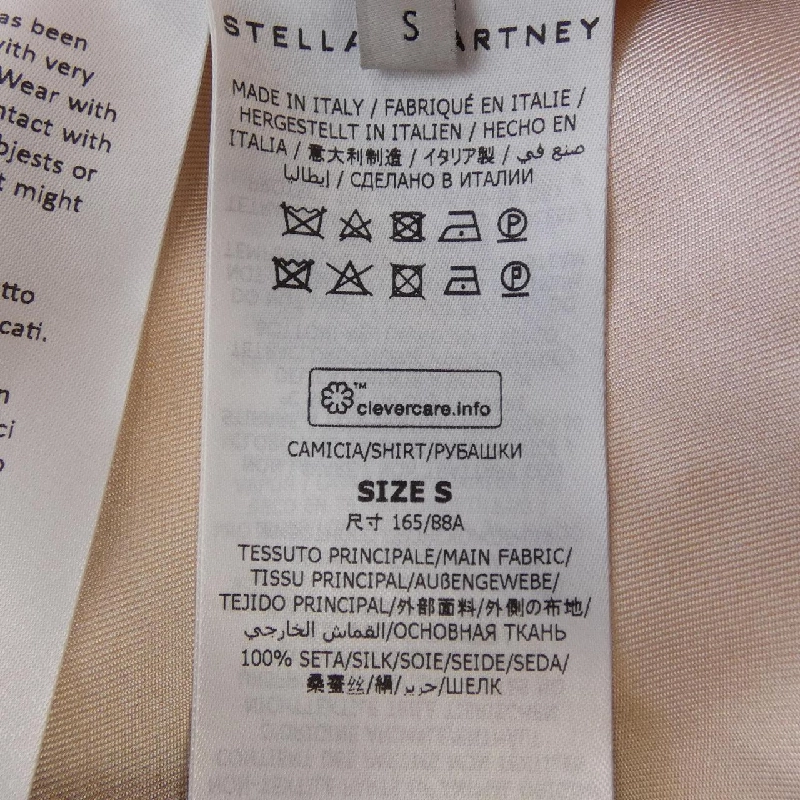 as been
with very
Wear with
ntact with
bjests or
t might
tto
cati.
n
ci
S
STELLA ARTNEY
MADE IN ITALY / FABRIQUÉ EN ITALIE /
HERGESTELLT IN ITALIEN / HECHO EN
ITALIA / 意大利制造 / イタリア製 / صنع في
إيطاليا / СДЕЛАНО В ИТАЛИИ
P
P
™
clevercare.info
CAMICIA/SHIRT/РУБАШКИ
SIZE S
尺寸 165/88A
TESSUTO PRINCIPALE/MAIN FABRIC/
TISSU PRINCIPAL/AUßENGEWEBE/
TEJIDO PRINCIPAL/外部面料/外側の布地/
القماش الخارجي/ОСНОВНАЯ ТКАНЬ
100% SETA/SILK/SOIE/SEIDE/SEDA/
桑蚕丝/絹/حرير/ШЕЛК